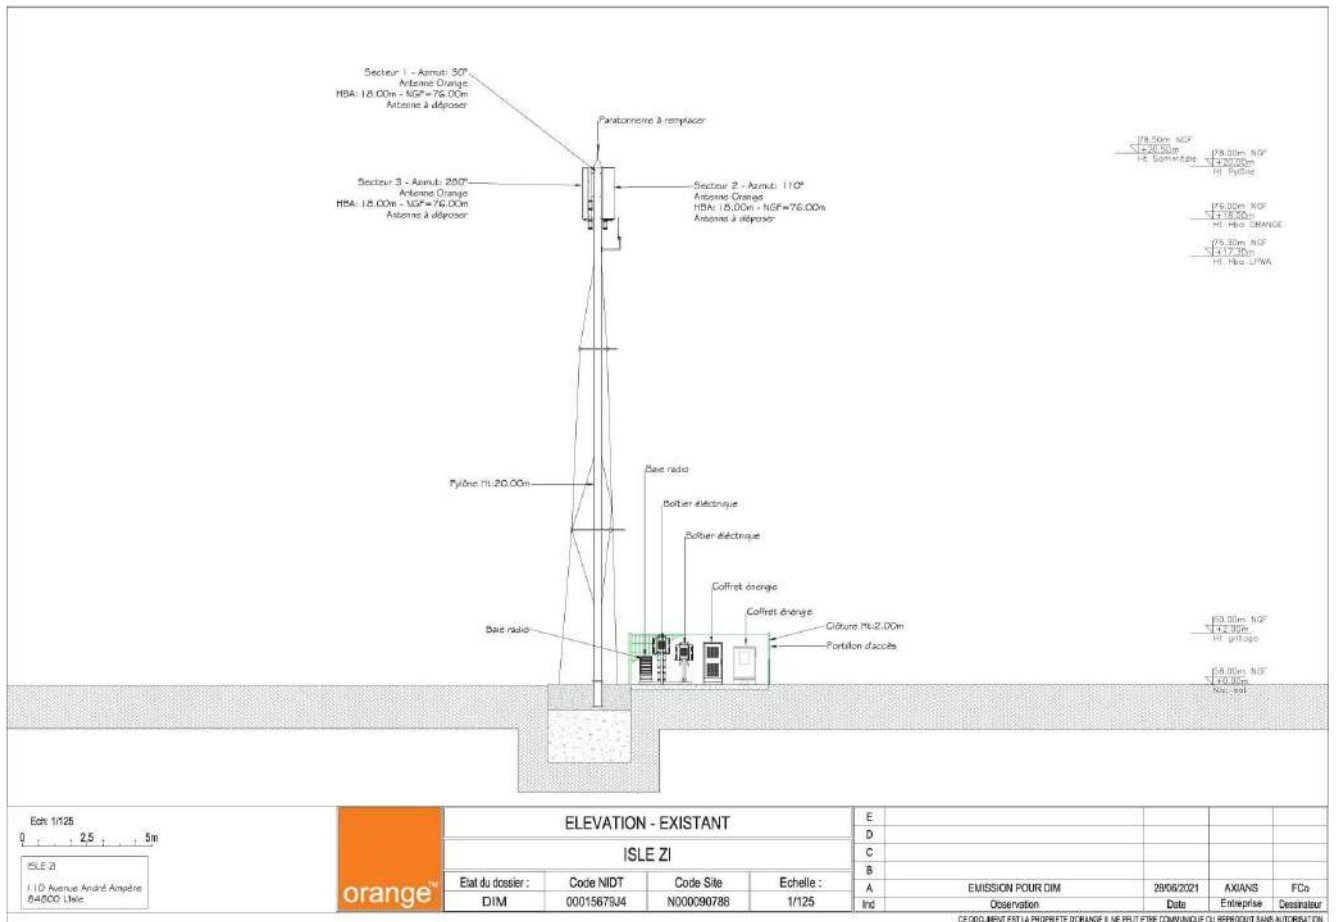 Secteur 1 - Azimut: 30°
Antenne Orange
HBA: 18.00m - NGF=76.00m
Antenne à déposer
Paratonnerre à remplacer
Secteur 3 - Azimut: 280°
Antenne Orange
HBA: 18.00m - NGF=76.00m
Antenne à déposer
Secteur 2 - Azimut: 110°
Antenne Orange
HBA: 18.00m - NGF=76.00m
Antenne à déposer
78.50m NGF
+20.50m
Ht Sommitale
78.00m NGF
+20.00m
Ht Pylône
76.00m NGF
+18.00m
Ht Hba ORANGE
75.30m NGF
+17.30m
Ht Hba LPWA
Pylône Ht:20.00m
Baie radio
Boîtier éléctrique
Boîtier éléctrique
Coffret énergie
Coffret énergie
Baie radio
Clôture Ht:2.00m
Portillon d'accès
60.00m NGF
+2.00m
Ht grillage
58.00m NGF
+0.00m
Niv. sol
Ech: 1/125
0 2,5 5m
ISLE ZI
110 Avenue André Ampère
84800 L'Isle
orange™
ELEVATION - EXISTANT
ISLE ZI
Etat du dossier : Code NIDT Code Site Echelle :
DIM 00015679J4 N000090788 1/125
E
D
C
B
A EMISSION POUR DIM 28/06/2021 AXIANS FCo
Ind Observation Date Entreprise Dessinateur
CE DOCUMENT EST LA PROPRIETE D'ORANGE IL NE PEUT ETRE COMMUNIQUE OU REPRODUIT SANS AUTORISATION